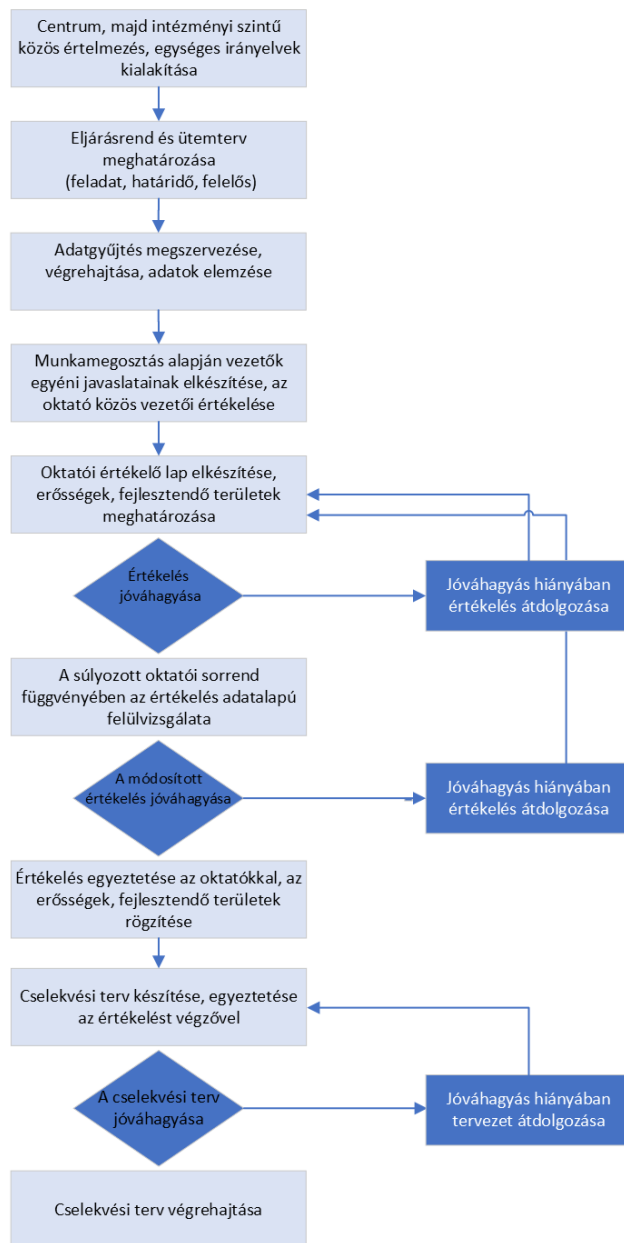 Centrum, majd intézményi szintű
közös értelmezés, egységes irányelvek
kialakítása
Eljárásrend és ütemterv
meghatározása
(feladat, határidő, felelős)
Adatgyűjtés megszervezése,
végrehajtása, adatok elemzése
Munkamegosztás alapján vezetők
egyéni javaslatainak elkészítése, az
oktató közös vezetői értékelése
Oktatói értékelő lap elkészítése,
erősségek, fejlesztendő területek
meghatározása
Értékelés
jóváhagyása
Jóváhagyás hiányában
értékelés átdolgozása
A súlyozott oktatói sorrend
függvényében az értékelés adatalapú
felülvizsgálata
A módosított
értékelés jóváhagyása
Jóváhagyás hiányában
értékelés átdolgozása
Értékelés egyeztetése az oktatókkal, az
erősségek, fejlesztendő területek
rögzítése
Cselekvési terv készítése, egyeztetése
az értékelést végzővel
A cselekvési terv
jóváhagyása
Jóváhagyás hiányában
tervezet átdolgozása
Cselekvési terv végrehajtása